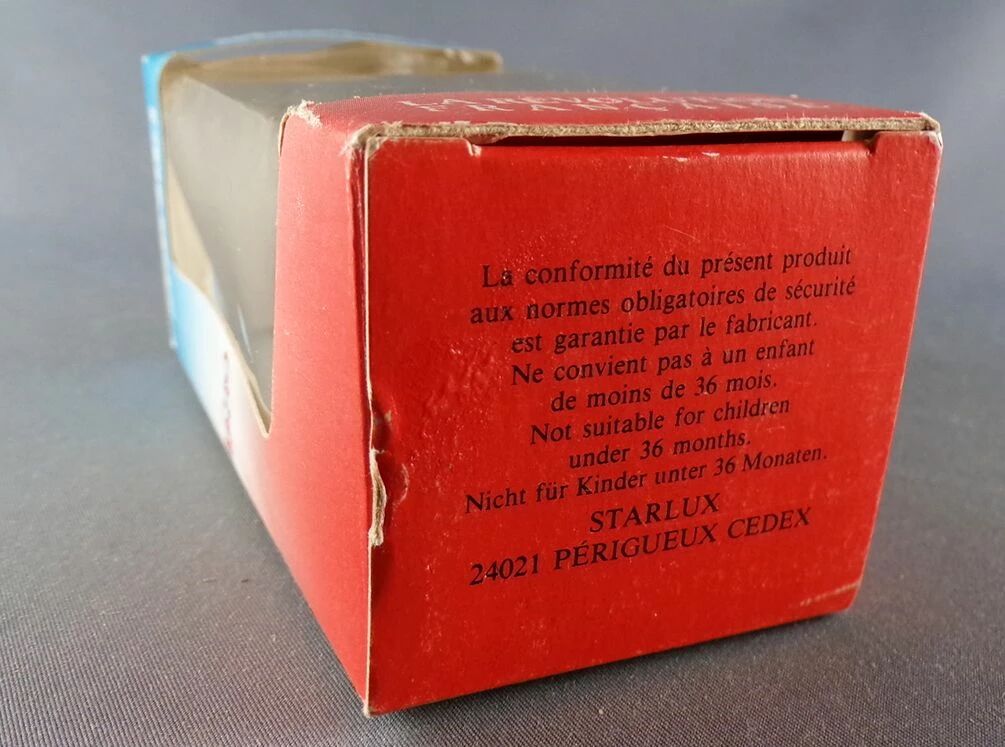 La conformité du présent produit
aux normes obligatoires de sécurité
est garantie par le fabricant.
Ne convient pas à un enfant
de moins de 36 mois.
Not suitable for children
under 36 months.
Nicht für Kinder unter 36 Monaten.
STARLUX
24021 PÉRIGUEUX CEDEX